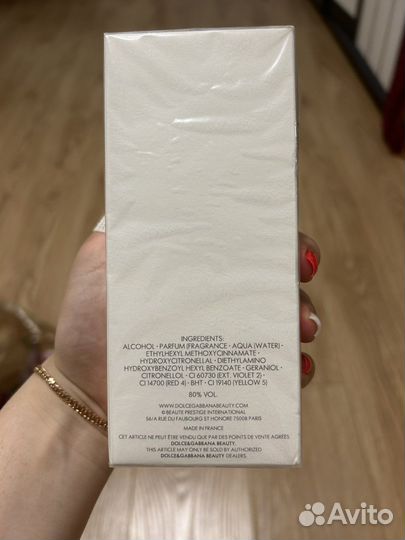 INGREDIENTS:
ALCOHOL • PARFUM (FRAGRANCE • AQUA (WATER) •
ETHYLHEXYL METHOXYCINNAMATE •
HYDROXYCITRONELLAL • DIETHYLAMINO
HYDROXYBENZOYL HEXYL BENZOATE • GERANIOL •
CITRONELLOL • CI 60730 (EXT. VIOLET 2) •
CI 14700 (RED 4) • BHT • CI 19140 (YELLOW 5)
80% VOL.
WWW.DOLCEGABBANABEAUTY.COM
© BEAUTE PRESTIGE INTERNATIONAL
56/A RUE DU FAUBOURG ST HONORE 75008 PARIS
MADE IN FRANCE
CET ARTICLE NE PEUT ÊTRE VENDU QUE PAR DES POINTS DE VENTE AGRÉÉS
DOLCE&GABBANA BEAUTY.
THIS ARTICLE MAY ONLY BE SOLD BY AUTHORIZED
DOLCE&GABBANA BEAUTY DEALERS.
Avito